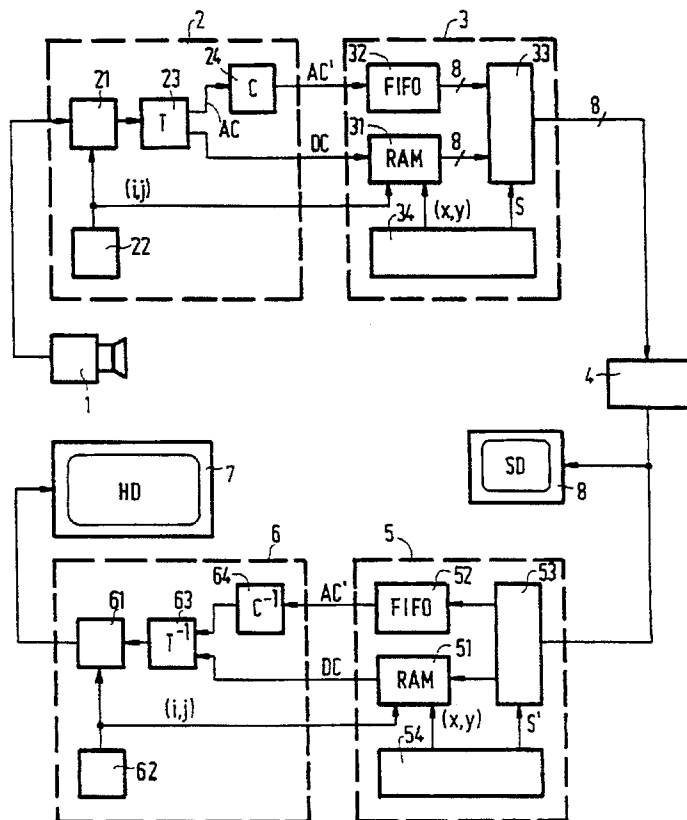 2
3
24
C
AC'
32
FIFO
8
33
21
23
T
AC
8
31
DC
RAM
8
(i,j)
(x,y)
S
34
22
1
4
HD
7
SD
8
6
5
64
C⁻¹
AC'
52
FIFO
53
61
63
T⁻¹
DC
51
RAM
(i,j)
(x,y)
S'
54
62